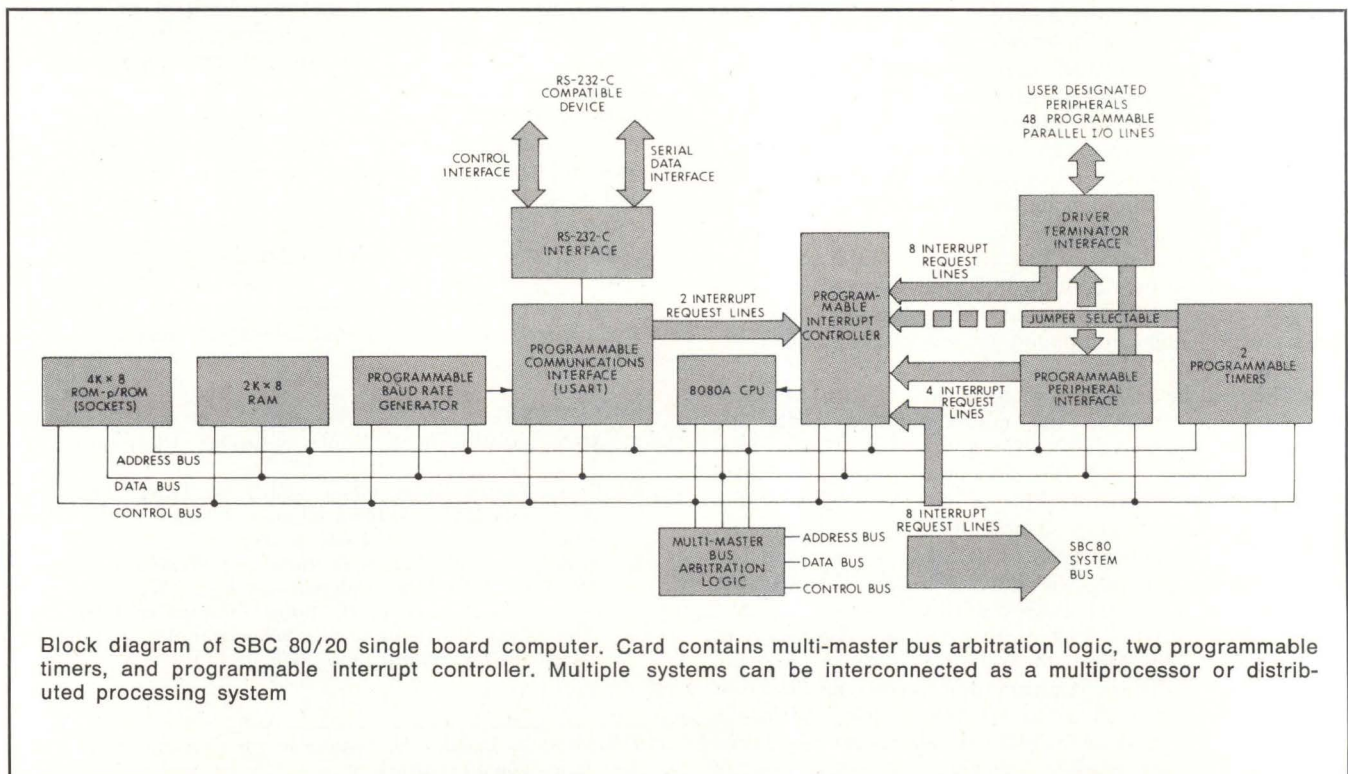 RS-232-C
COMPATIBLE
DEVICE
USER DESIGNATED
PERIPHERALS
48 PROGRAMMABLE
PARALLEL I/O LINES
CONTROL
INTERFACE
SERIAL
DATA
INTERFACE
RS-232-C
INTERFACE
DRIVER
TERMINATOR
INTERFACE
8 INTERRUPT
REQUEST
LINES
2 INTERRUPT
REQUEST LINES
PROGRAM-
MABLE
INTERRUPT
CONTROLLER
JUMPER SELECTABLE
4K × 8
ROM-p/ROM
(SOCKETS)
2K × 8
RAM
PROGRAMMABLE
BAUD RATE
GENERATOR
PROGRAMMABLE
COMMUNICATIONS
INTERFACE
(USART)
8080A CPU
4 INTERRUPT
REQUEST
LINES
PROGRAMMABLE
PERIPHERAL
INTERFACE
2
PROGRAMMABLE
TIMERS
ADDRESS BUS
DATA BUS
CONTROL BUS
8 INTERRUPT
REQUEST LINES
MULTI-MASTER
BUS
ARBITRATION
LOGIC
ADDRESS BUS
DATA BUS
CONTROL BUS
SBC 80
SYSTEM
BUS
Block diagram of SBC 80/20 single board computer. Card contains multi-master bus arbitration logic, two programmable
timers, and programmable interrupt controller. Multiple systems can be interconnected as a multiprocessor or distrib-
uted processing system